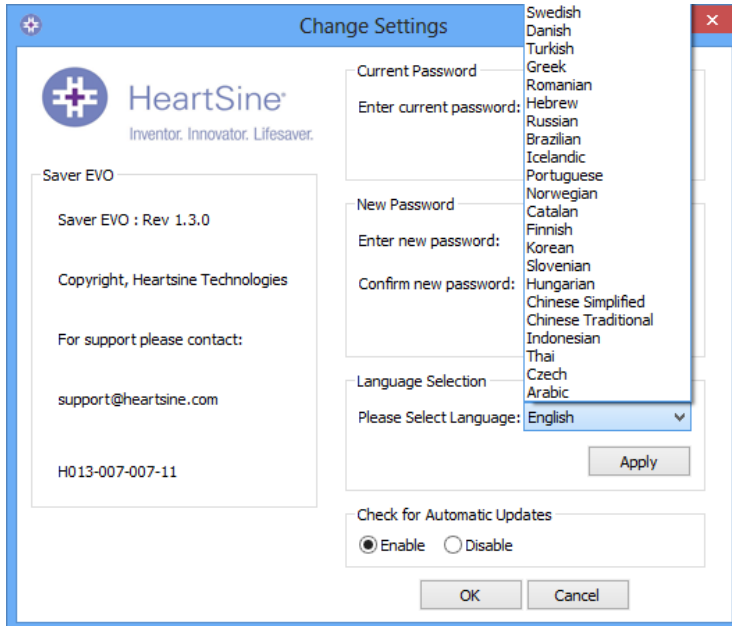 Change Settings
HeartSine
Inventor. Innovator. Lifesaver.
Saver EVO
Saver EVO : Rev 1.3.0
Copyright, Heartsine Technologies
For support please contact:
support@heartsine.com
H013-007-007-11
Current Password
Enter current password:
New Password
Enter new password:
Confirm new password:
Swedish
Danish
Turkish
Greek
Romanian
Hebrew
Russian
Brazilian
Icelandic
Portuguese
Norwegian
Catalan
Finnish
Korean
Slovenian
Hungarian
Chinese Simplified
Chinese Traditional
Indonesian
Thai
Czech
Arabic
Language Selection
Please Select Language: English
Apply
Check for Automatic Updates
Enable Disable
OK Cancel